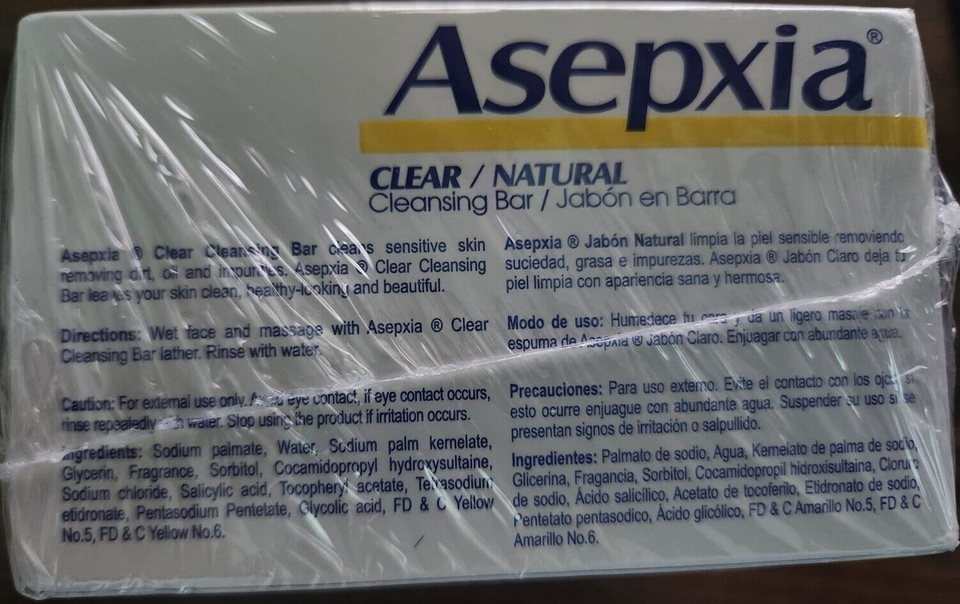 Asepxia®
CLEAR / NATURAL
Cleansing Bar / Jabón en Barra
Asepxia ® Clear Cleansing Bar cleans sensitive skin
removing dirt, oil and impurities. Asepxia ® Clear Cleansing
Bar leaves your skin clean, healthy-looking and beautiful.
Directions: Wet face and massage with Asepxia ® Clear
Cleansing Bar lather. Rinse with water.
Caution: For external use only. Avoid eye contact, if eye contact occurs,
rinse repeatedly with water. Stop using the product if irritation occurs.
Ingredients: Sodium palmate, Water, Sodium palm kernelate,
Glycerin, Fragrance, Sorbitol, Cocamidopropyl hydroxysultaine,
Sodium chloride, Salicylic acid, Tocopheryl acetate, Tetrasodium
etidronate, Pentasodium Pentetate, Glycolic acid, FD & C Yellow
No.5, FD & C Yellow No.6.
Asepxia ® Jabón Natural limpia la piel sensible removiendo
suciedad, grasa e impurezas. Asepxia ® Jabón Claro deja tu
piel limpia con apariencia sana y hermosa.
Modo de uso: Humedece tu cara y da un ligero masaje con la
espuma de Asepxia ® Jabón Claro. Enjuagar con abundante agua.
Precauciones: Para uso externo. Evite el contacto con los ojos, si
esto ocurre enjuague con abundante agua. Suspender su uso si se
presentan signos de irritación o salpullido.
Ingredientes: Palmato de sodio, Agua, Kernelato de palma de sodio,
Glicerina, Fragancia, Sorbitol, Cocamidopropil hidroxisultaina, Cloruro
de sodio, Ácido salicílico, Acetato de tocoferilo, Etidronato de sodio,
Pentetato pentasodico, Ácido glicólico, FD & C Amarillo No.5, FD & C
Amarillo No.6.